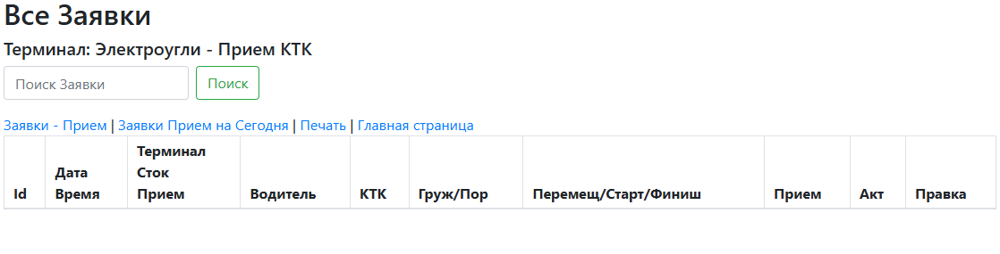 Все Заявки
Терминал: Электроугли - Прием КТК
Поиск Заявки
Поиск
Заявки - Прием | Заявки Прием на Сегодня | Печать | Главная страница
Id
Дата
Время
Терминал
Сток
Прием
Водитель
КТК
Груж/Пор
Перемещ/Старт/Финиш
Прием
Акт
Правка